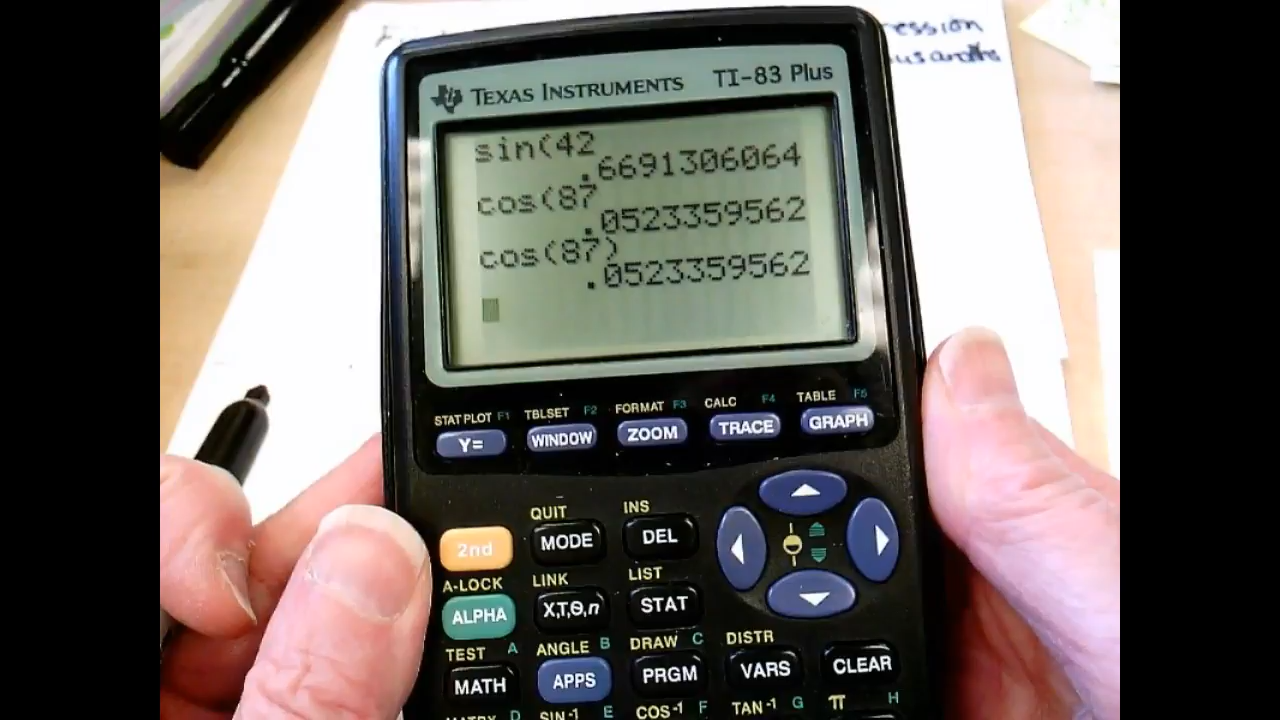 ression
usandths
TEXAS INSTRUMENTS TI-83 Plus
sin(42
.6691306064
cos(87
.0523359562
cos(87)
.0523359562
STAT PLOT F1 TBLSET F2 FORMAT F3 CALC F4 TABLE F5
Y= WINDOW ZOOM TRACE GRAPH
QUIT INS
2nd MODE DEL
A-LOCK LINK LIST
ALPHA X,T,Θ,n STAT
TEST A ANGLE B DRAW C DISTR
MATH APPS PRGM VARS CLEAR
D SIN-1 E COS-1 F TAN-1 G π H